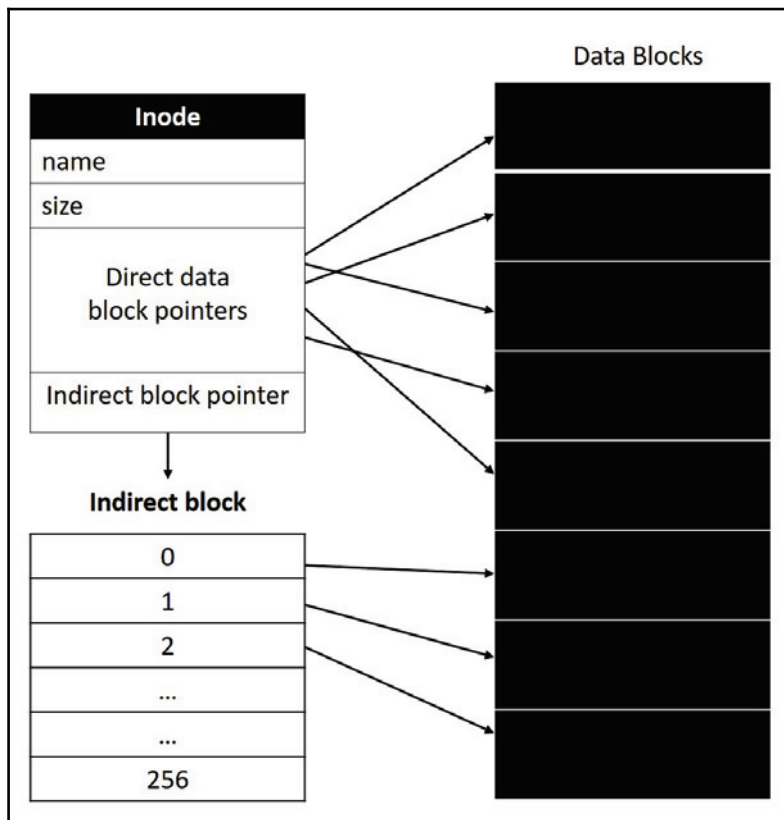 Data Blocks
Inode
name
size
Direct data
block pointers
Indirect block pointer
Indirect block
0
1
2
...
...
256